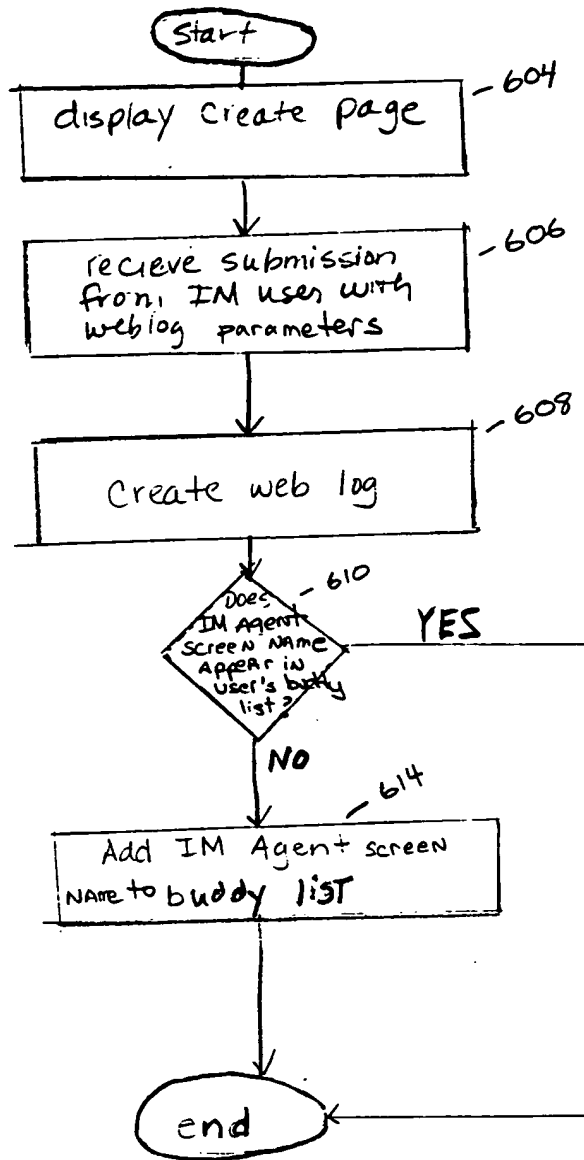 Start
604
display Create page
606
recieve submission
from, IM user with
weblog parameters
608
Create web log
610
Does
IM Agent
screen name
appear in
user's buddy
list?
YES
NO
614
Add IM Agent screen
name to buddy list
end